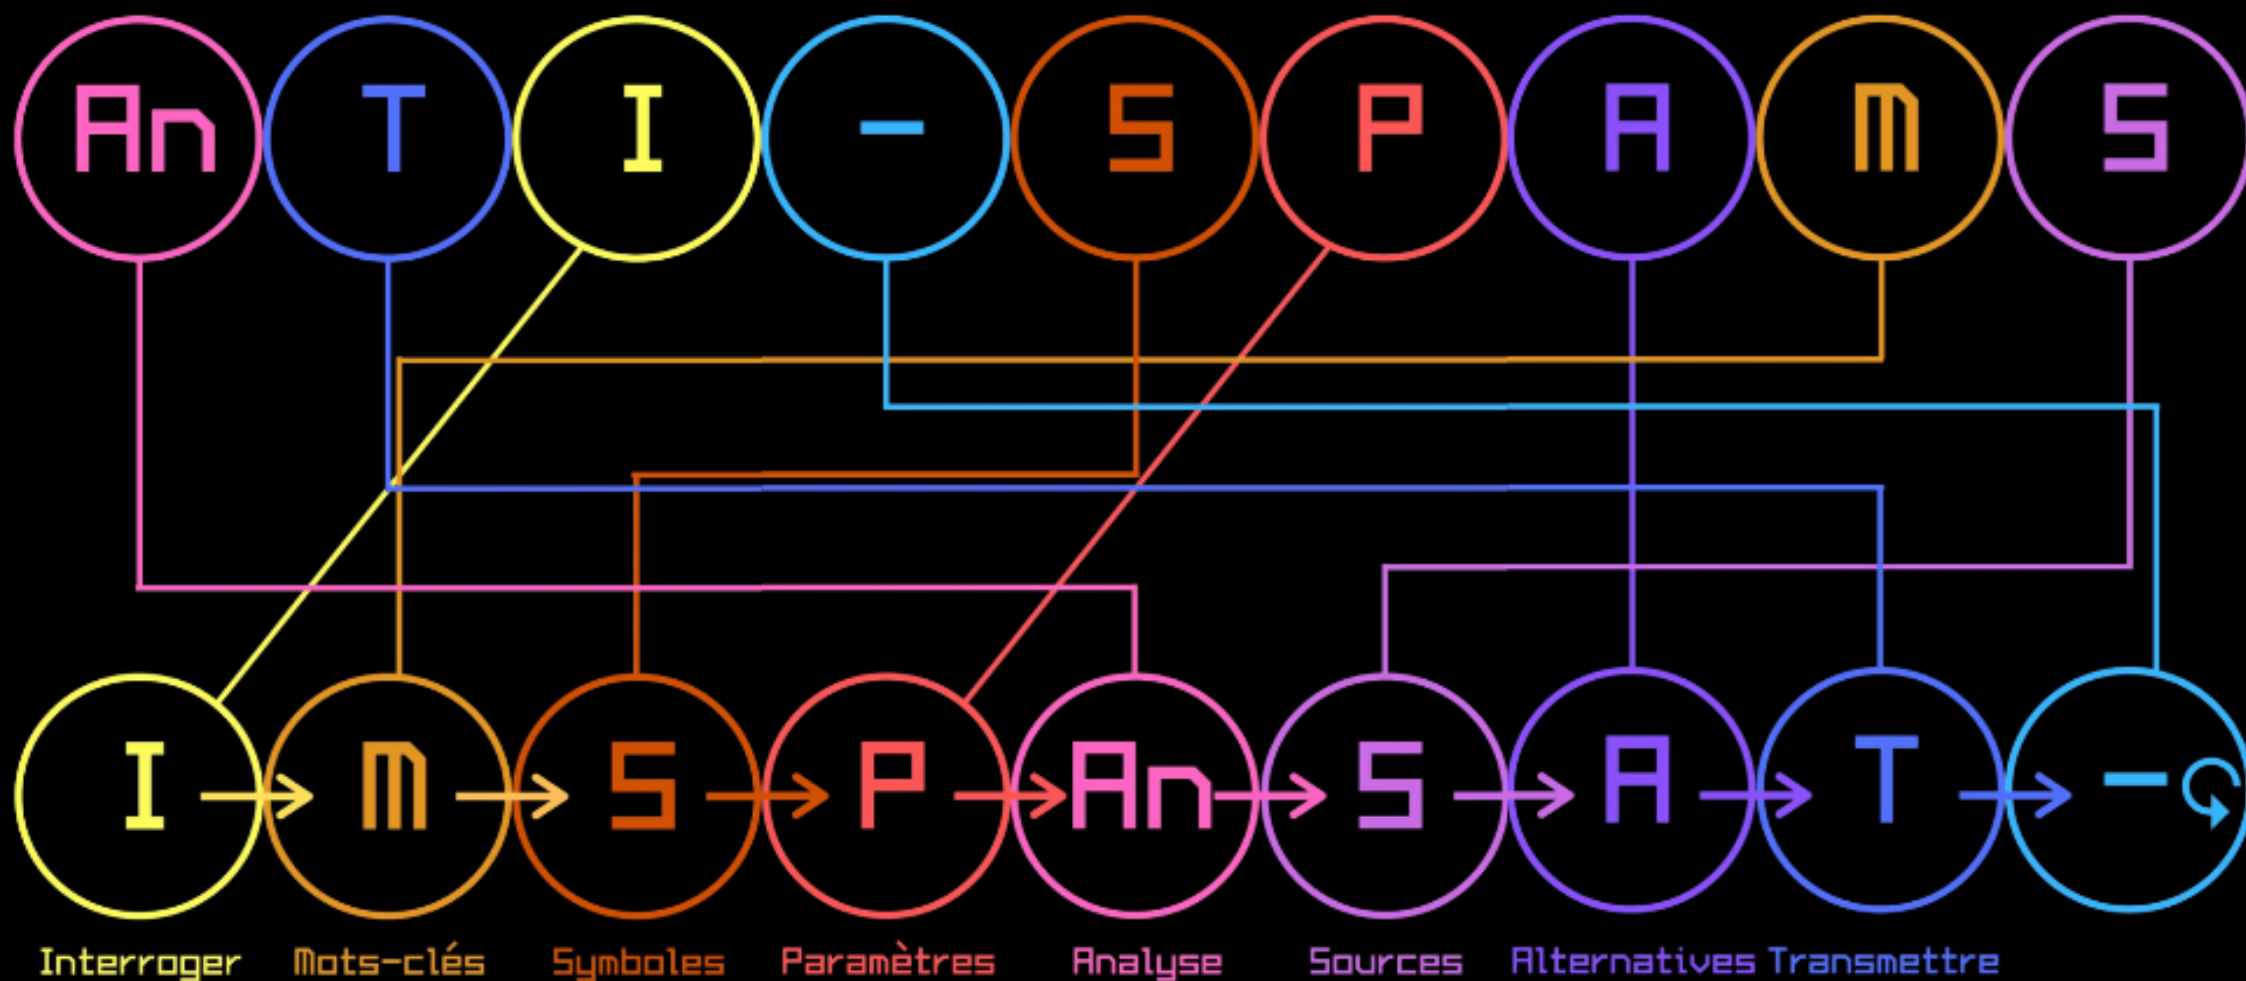 An T I - S P A M S
I M S P An S A T -
Interroger Mots-clés Symboles Paramètres Analyse Sources Alternatives Transmettre